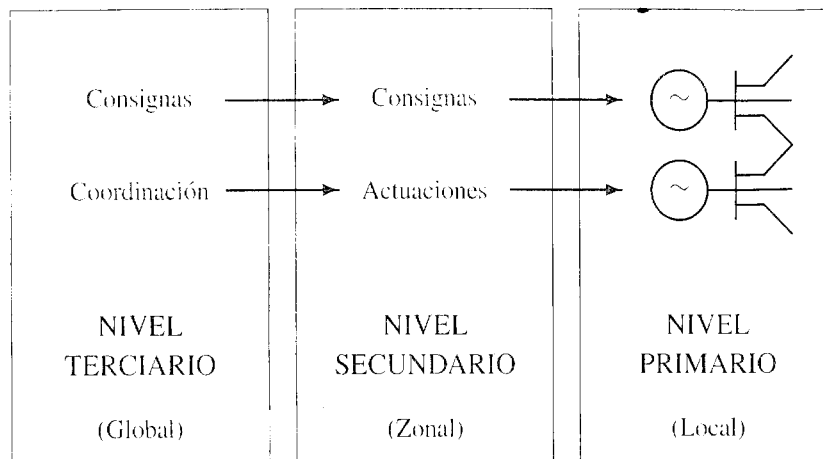 Consignas
Consignas
Coordinación
Actuaciones
~
~
NIVEL
TERCIARIO
(Global)
NIVEL
SECUNDARIO
(Zonal)
NIVEL
PRIMARIO
(Local)